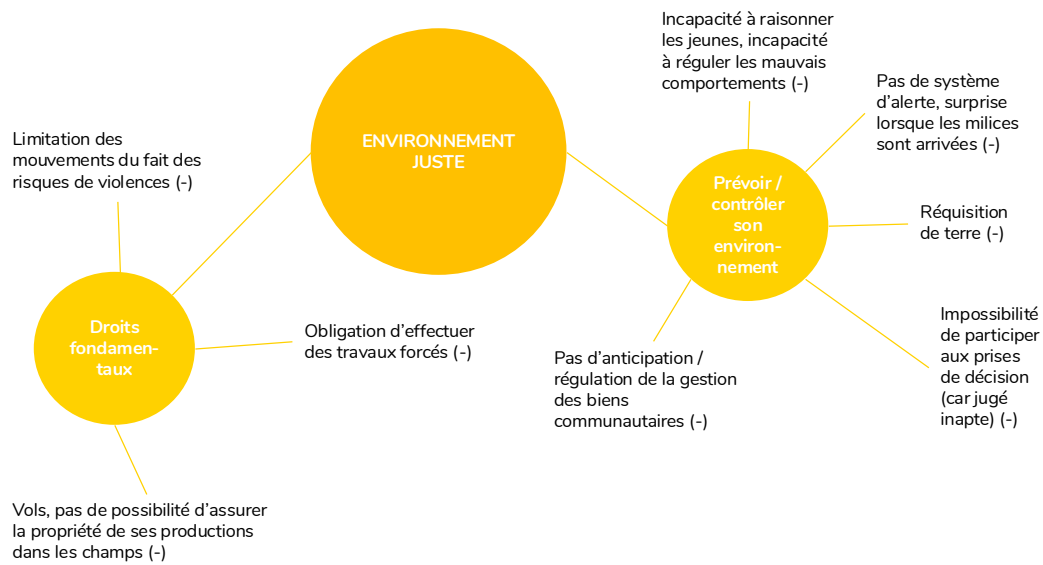 ENVIRONNEMENT
JUSTE
Limitation des
mouvements du fait des
risques de violences (-)
Droits
fondamen-
taux
Obligation d’effectuer
des travaux forcés (-)
Vols, pas de possibilité d’assurer
la propriété de ses productions
dans les champs (-)
Incapacité à raisonner
les jeunes, incapacité
à réguler les mauvais
comportements (-)
Pas de système
d’alerte, surprise
lorsque les milices
sont arrivées (-)
Prévoir /
contrôler
son
environ-
nement
Réquisition
de terre (-)
Impossibilité
de participer
aux prises
de décision
(car jugé
inapte) (-)
Pas d’anticipation /
régulation de la gestion
des biens
communautaires (-)